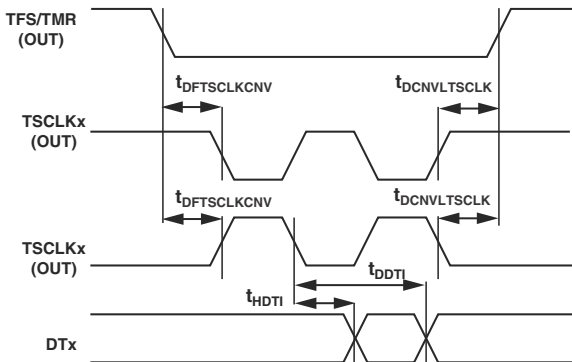 TFS/TMR
(OUT)
tDFTSCLKCNV
tDCNVLTSCLK
TSCLKx
(OUT)
tDFTSCLKCNV
tDCNVLTSCLK
TSCLKx
(OUT)
tDDTI
tHDTI
DTx